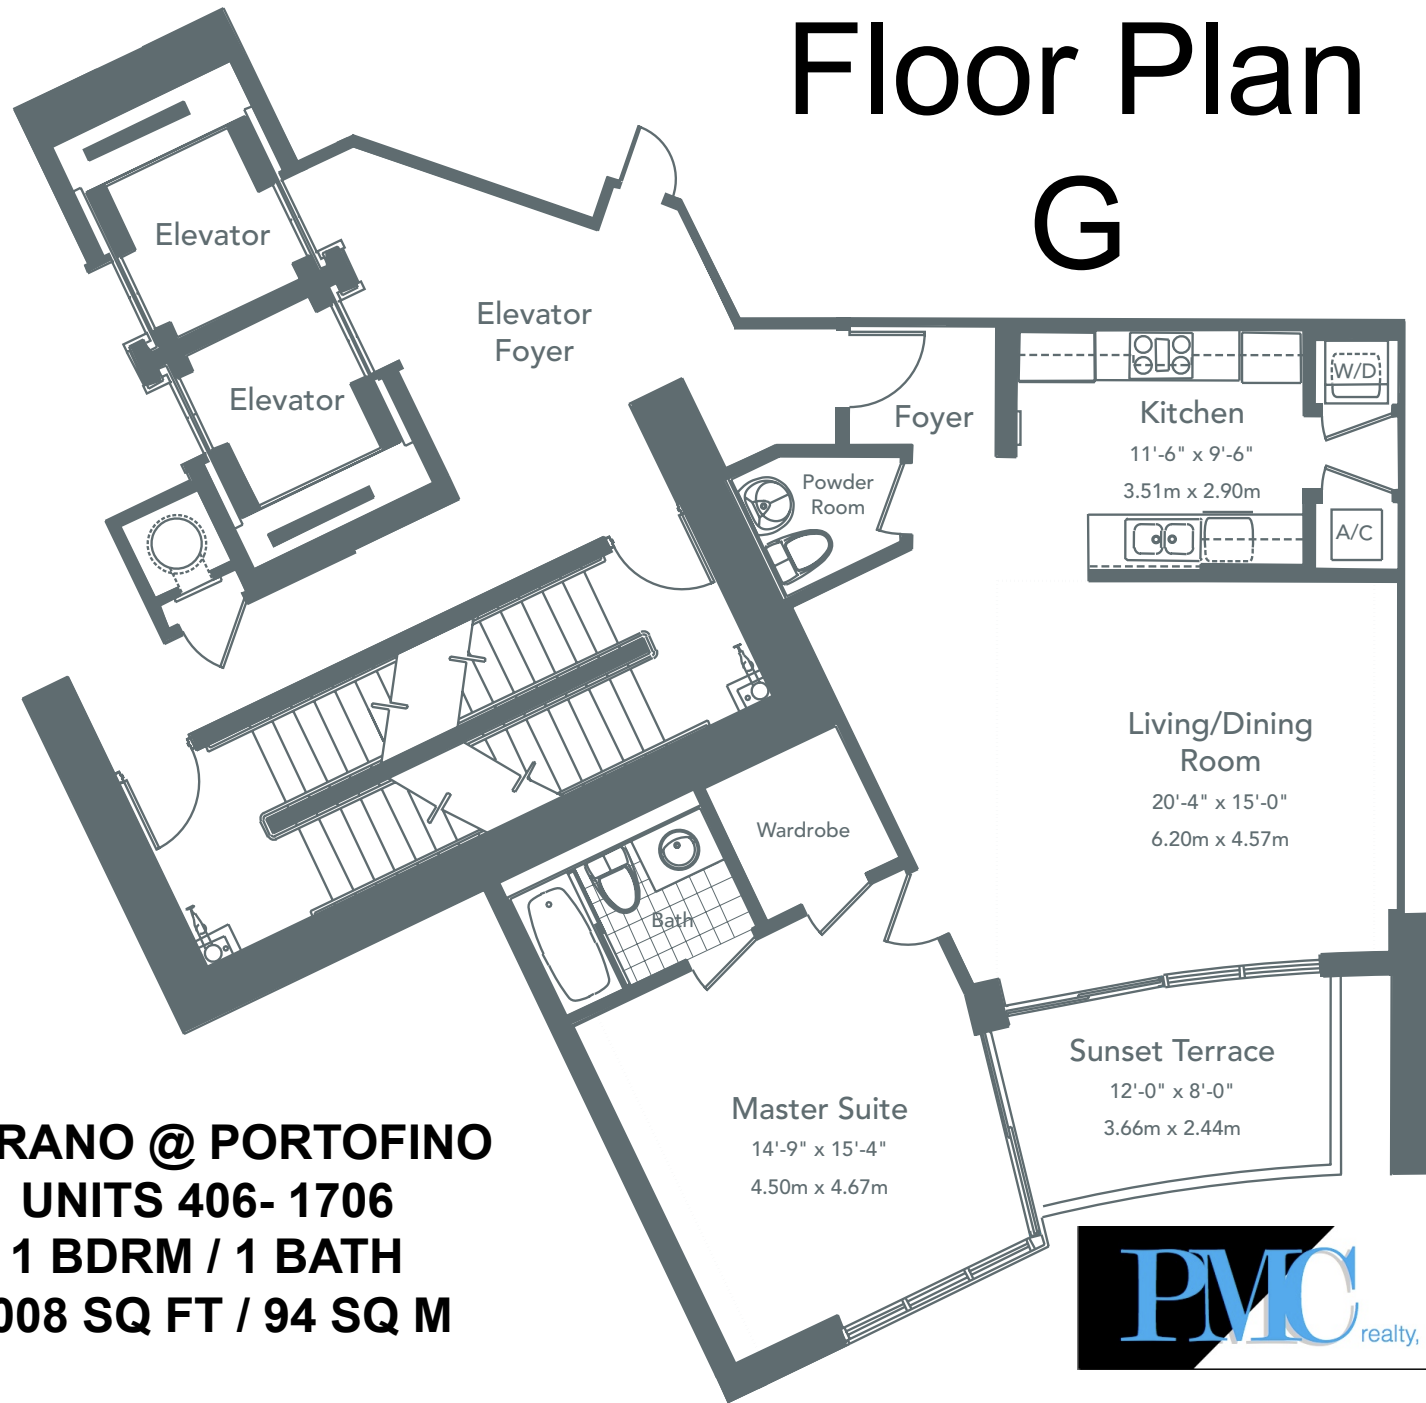 Floor Plan
G
Elevator
Elevator
Foyer
Elevator
Foyer
W/D
Kitchen
11'-6" x 9'-6"
3.51m x 2.90m
Powder
Room
A/C
Living/Dining
Room
20'-4" x 15'-0"
6.20m x 4.57m
Wardrobe
Bath
Sunset Terrace
12'-0" x 8'-0"
3.66m x 2.44m
Master Suite
14'-9" x 15'-4"
4.50m x 4.67m
RANO @ PORTOFINO
UNITS 406- 1706
1 BDRM / 1 BATH
008 SQ FT / 94 SQ M
PMC
realty,